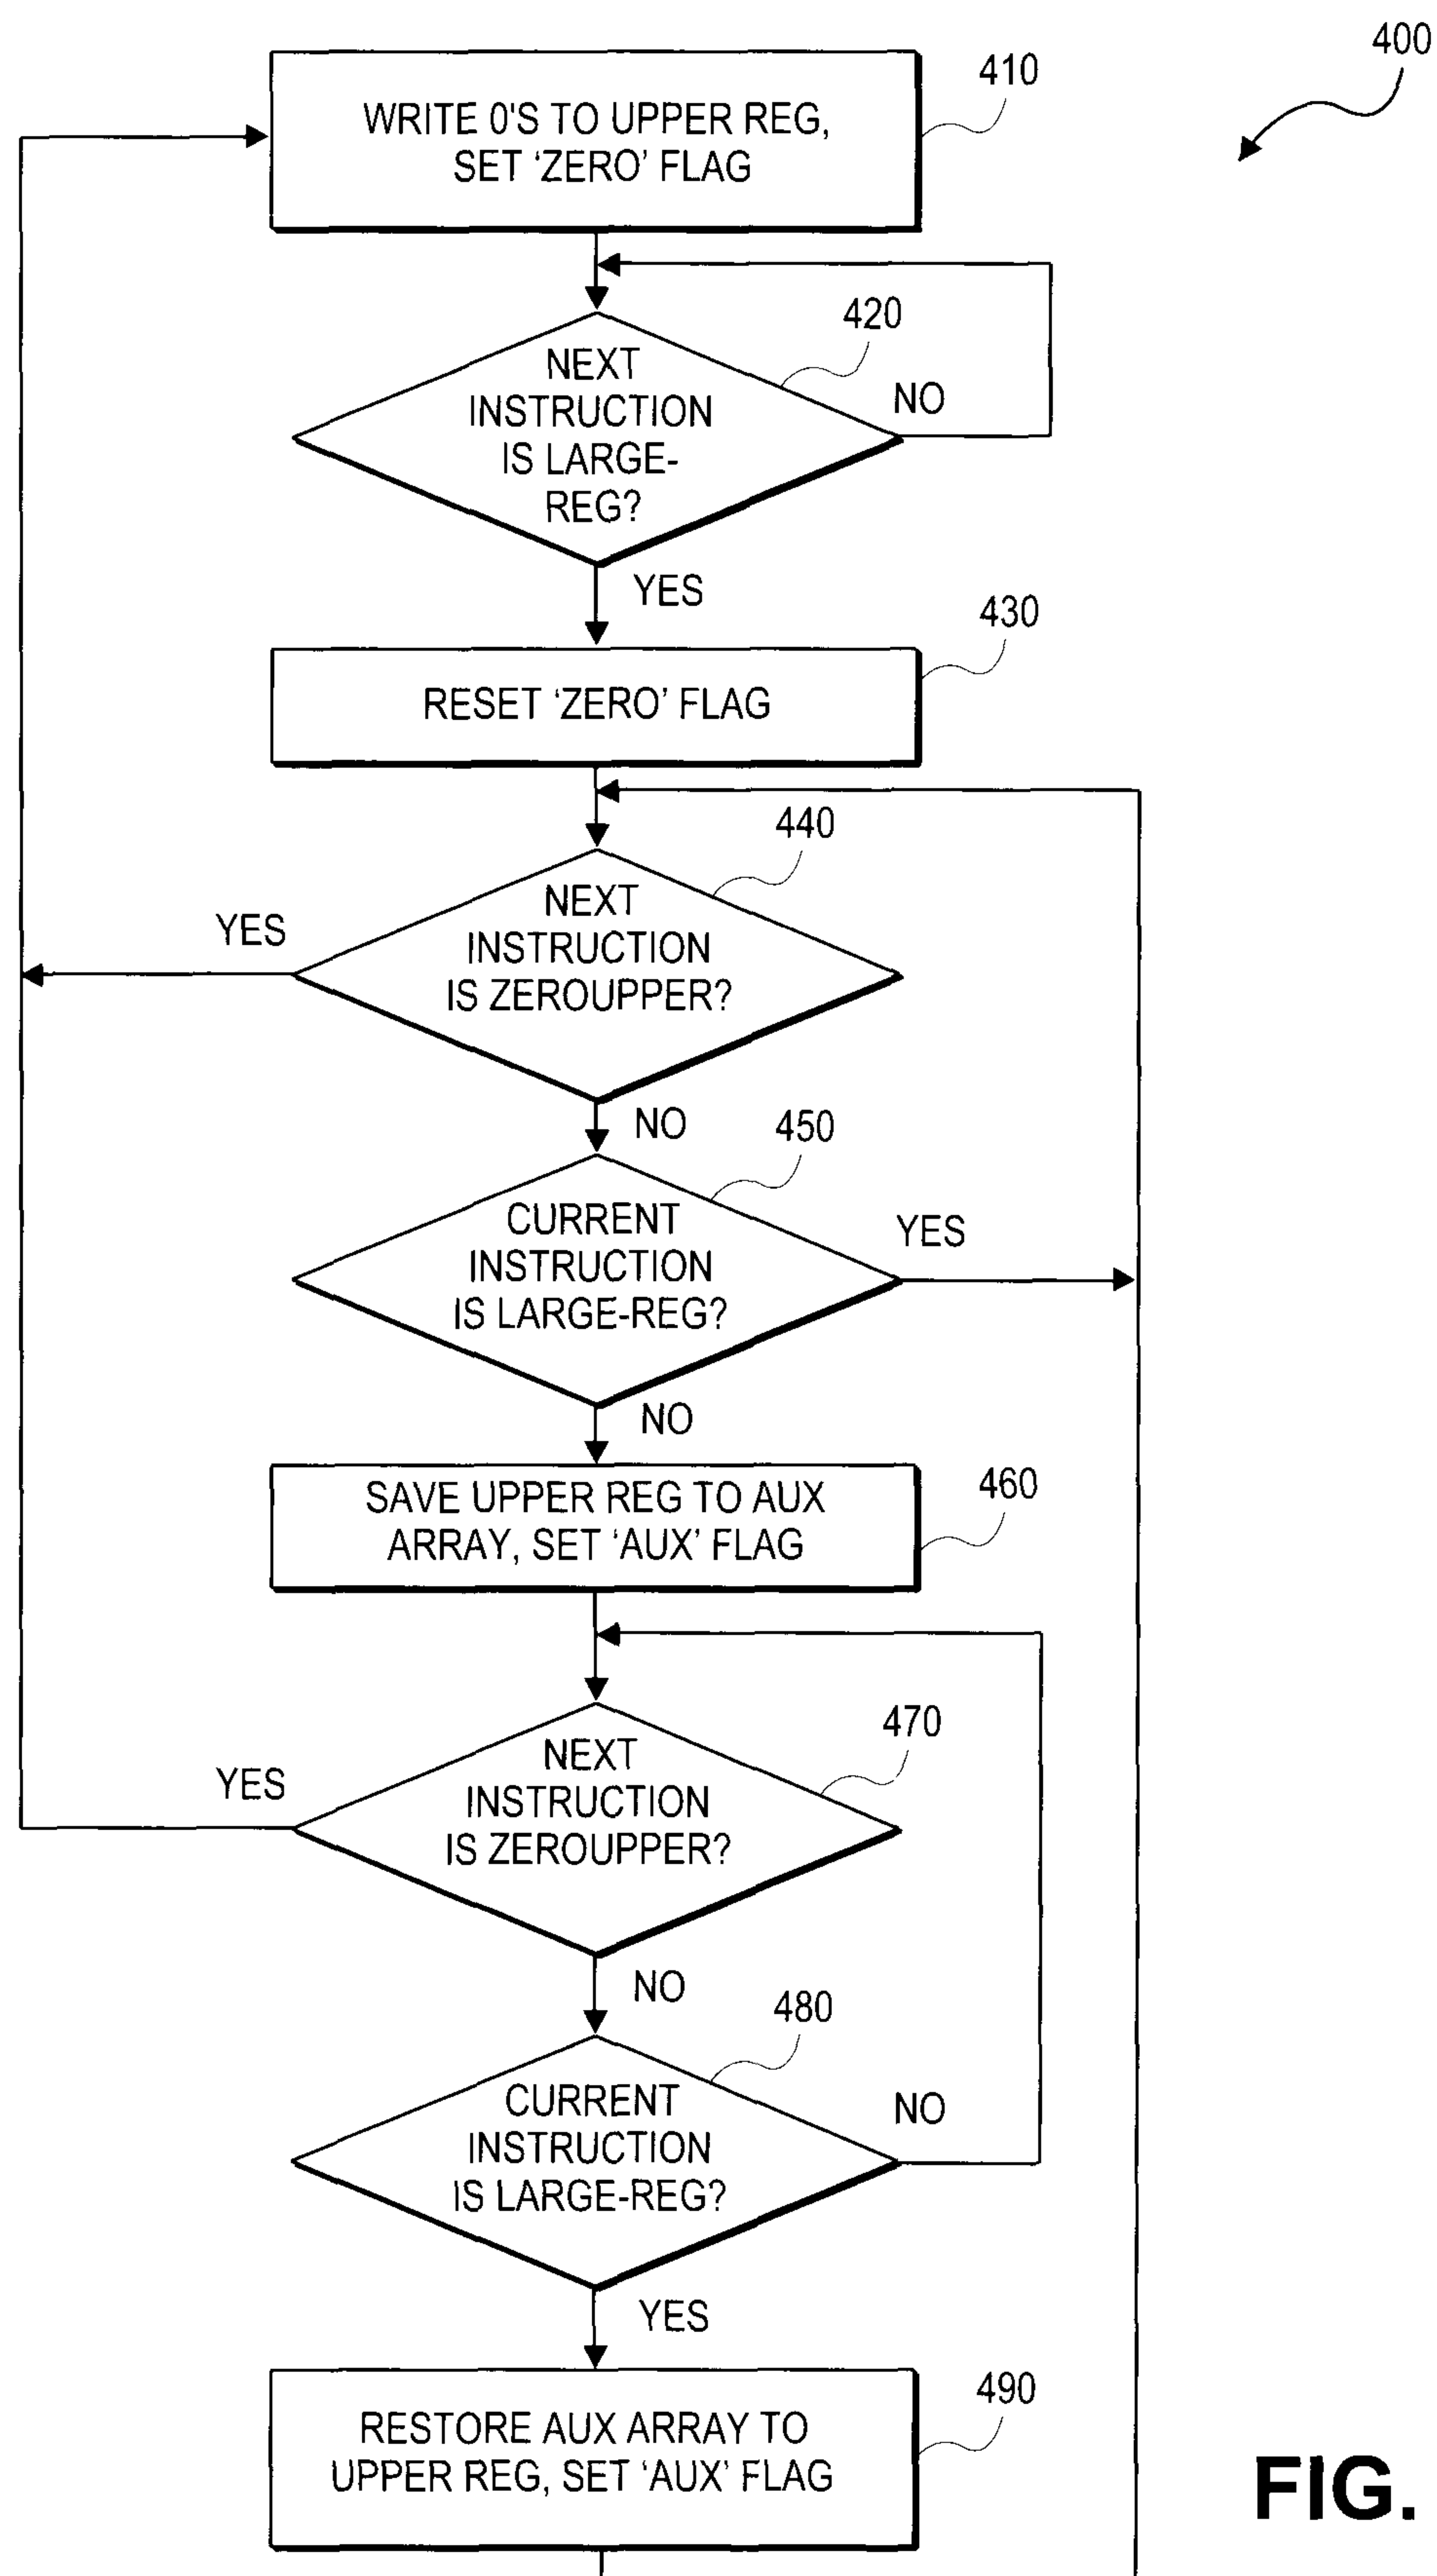 400
410
WRITE 0'S TO UPPER REG,
SET ‘ZERO’ FLAG
420
NEXT
INSTRUCTION
IS LARGE-
REG?
NO
YES
430
RESET ‘ZERO’ FLAG
440
NEXT
INSTRUCTION
IS ZEROUPPER?
YES
NO
450
CURRENT
INSTRUCTION
IS LARGE-REG?
YES
NO
460
SAVE UPPER REG TO AUX
ARRAY, SET ‘AUX’ FLAG
470
NEXT
INSTRUCTION
IS ZEROUPPER?
YES
NO
480
CURRENT
INSTRUCTION
IS LARGE-REG?
NO
YES
490
RESTORE AUX ARRAY TO
UPPER REG, SET ‘AUX’ FLAG
FIG.